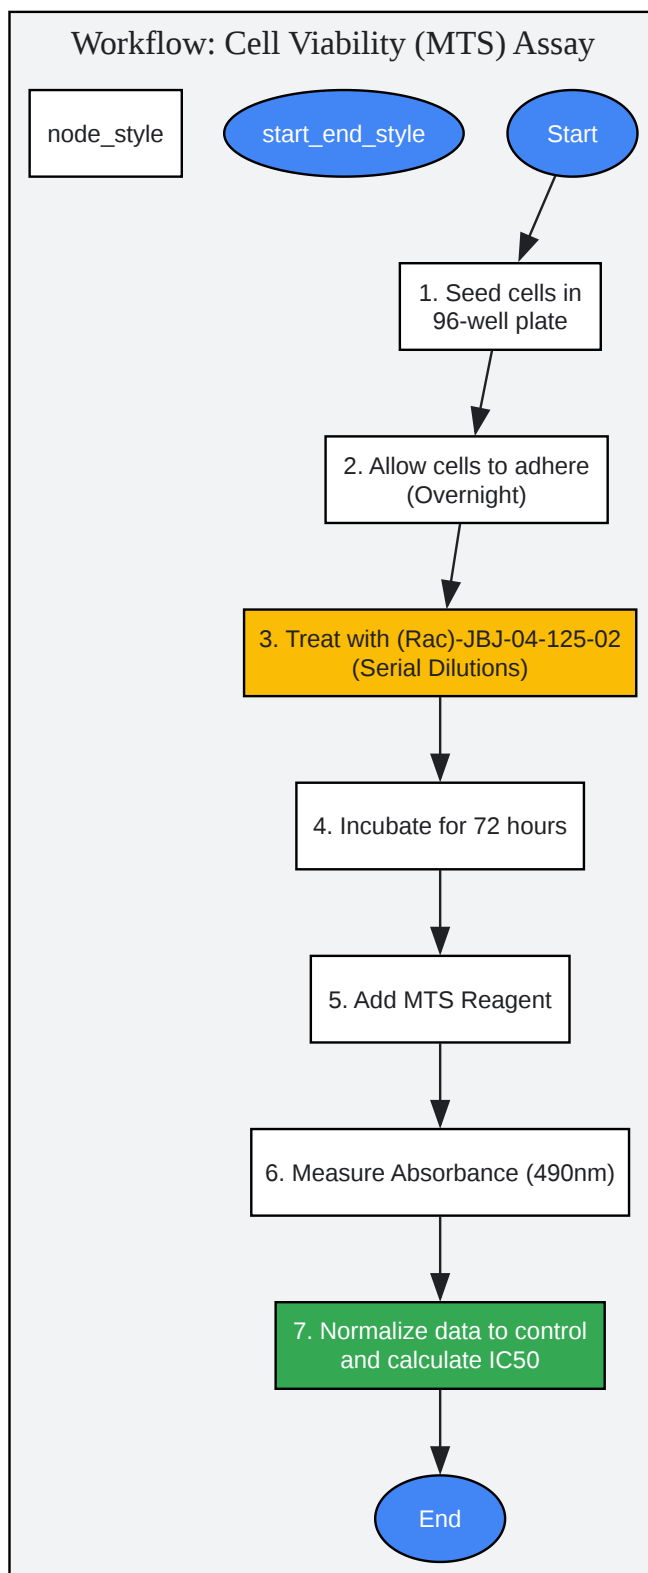 Workflow: Cell Viability (MTS) Assay
node_style
start_end_style
Start
1. Seed cells in
96-well plate
2. Allow cells to adhere
(Overnight)
3. Treat with (Rac)-JBJ-04-125-02
(Serial Dilutions)
4. Incubate for 72 hours
5. Add MTS Reagent
6. Measure Absorbance (490nm)
7. Normalize data to control
and calculate IC50
End